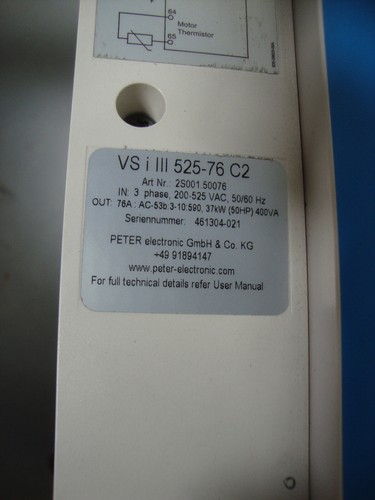 64
Motor
Thermistor
65
VS i III 525-76 C2
Art Nr.: 2S001.50076
IN: 3 phase, 200-525 VAC, 50/60 Hz
OUT: 76A : AC-53b:3-10:590, 37kW (50HP) 400VA
Seriennummer: 461304-021
PETER electronic GmbH & Co. KG
+49 91894147
www.peter-electronic.com
For full technical details refer User Manual